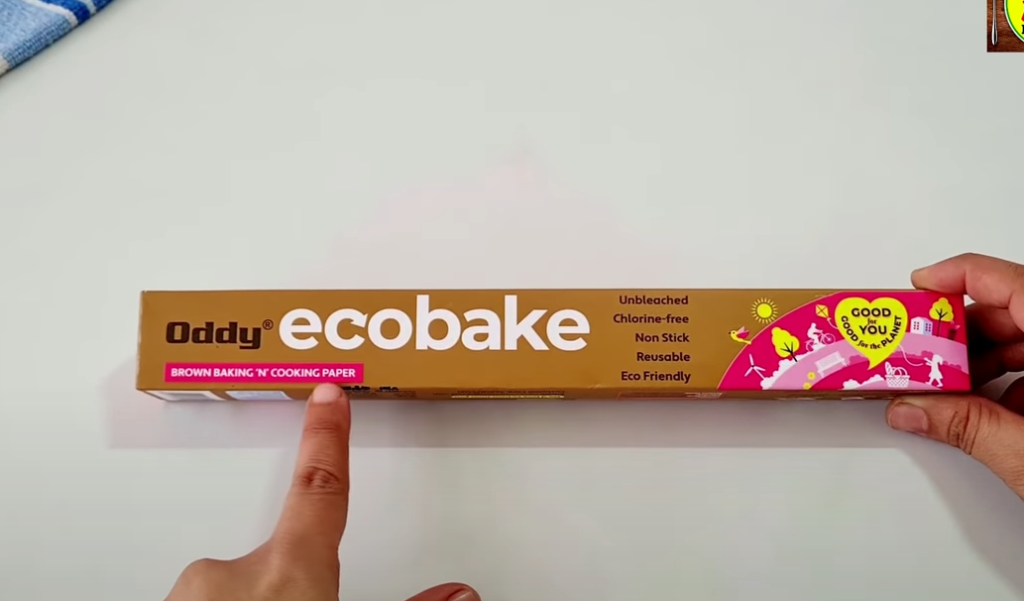 Oddy® ecobake
BROWN BAKING 'N' COOKING PAPER
Unbleached
Chlorine-free
Non Stick
Reusable
Eco Friendly
GOOD
for
YOU
GOOD for the PLANET